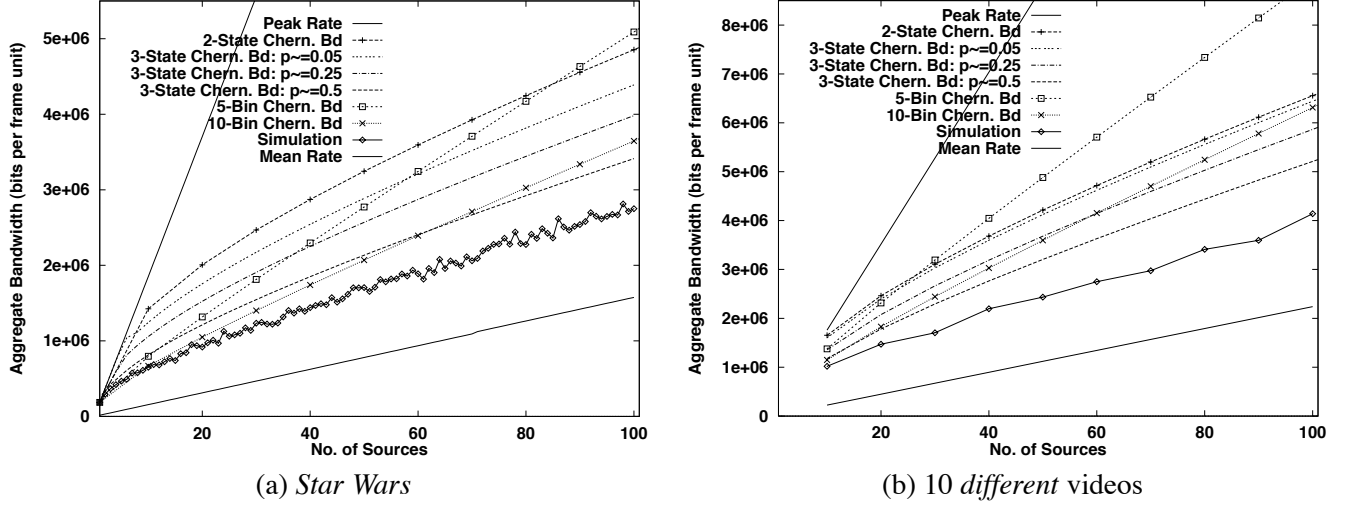 Aggregate Bandwidth (bits per frame unit)
5e+06
4e+06
3e+06
2e+06
1e+06
0
20
40
60
80
100
No. of Sources
Peak Rate
2-State Chern. Bd
3-State Chern. Bd: p~=0.05
3-State Chern. Bd: p~=0.25
3-State Chern. Bd: p~=0.5
5-Bin Chern. Bd
10-Bin Chern. Bd
Simulation
Mean Rate
(a) Star Wars
Aggregate Bandwidth (bits per frame unit)
8e+06
7e+06
6e+06
5e+06
4e+06
3e+06
2e+06
1e+06
0
20
40
60
80
100
No. of Sources
Peak Rate
2-State Chern. Bd
3-State Chern. Bd: p~=0.05
3-State Chern. Bd: p~=0.25
3-State Chern. Bd: p~=0.5
5-Bin Chern. Bd
10-Bin Chern. Bd
Simulation
Mean Rate
(b) 10 different videos